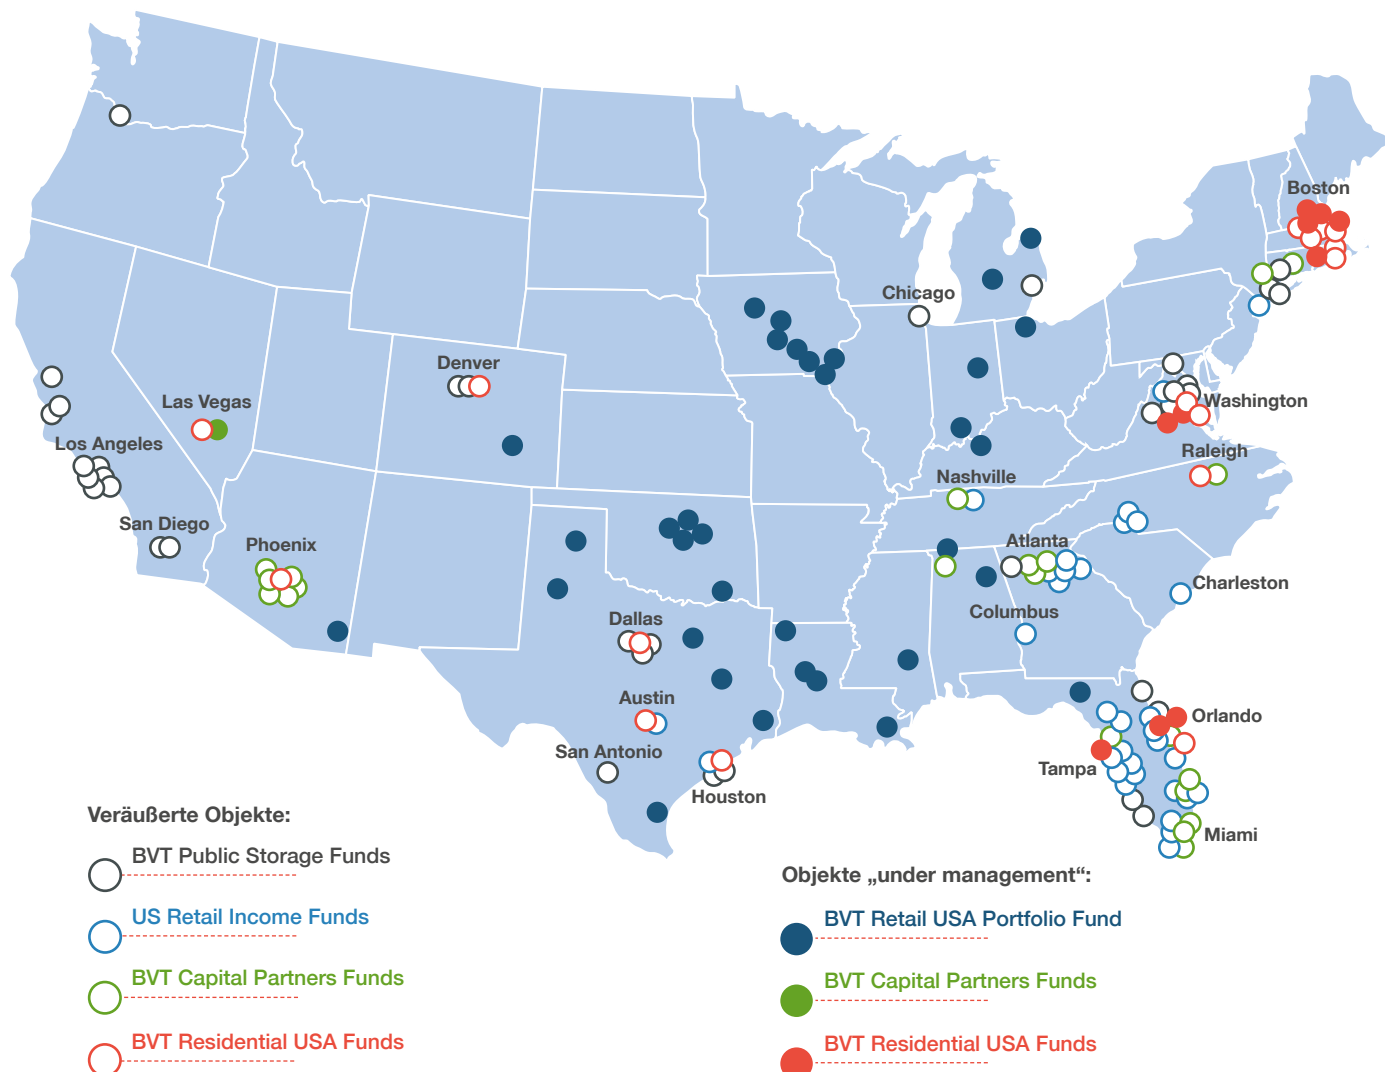 Boston
Chicago
Denver
Las Vegas
Washington
Los Angeles
Raleigh
Nashville
San Diego
Phoenix
Atlanta
Charleston
Columbus
Dallas
Austin
Orlando
San Antonio
Tampa
Houston
Miami
Veräußerte Objekte:
BVT Public Storage Funds
US Retail Income Funds
BVT Capital Partners Funds
BVT Residential USA Funds
Objekte „under management“:
BVT Retail USA Portfolio Fund
BVT Capital Partners Funds
BVT Residential USA Funds